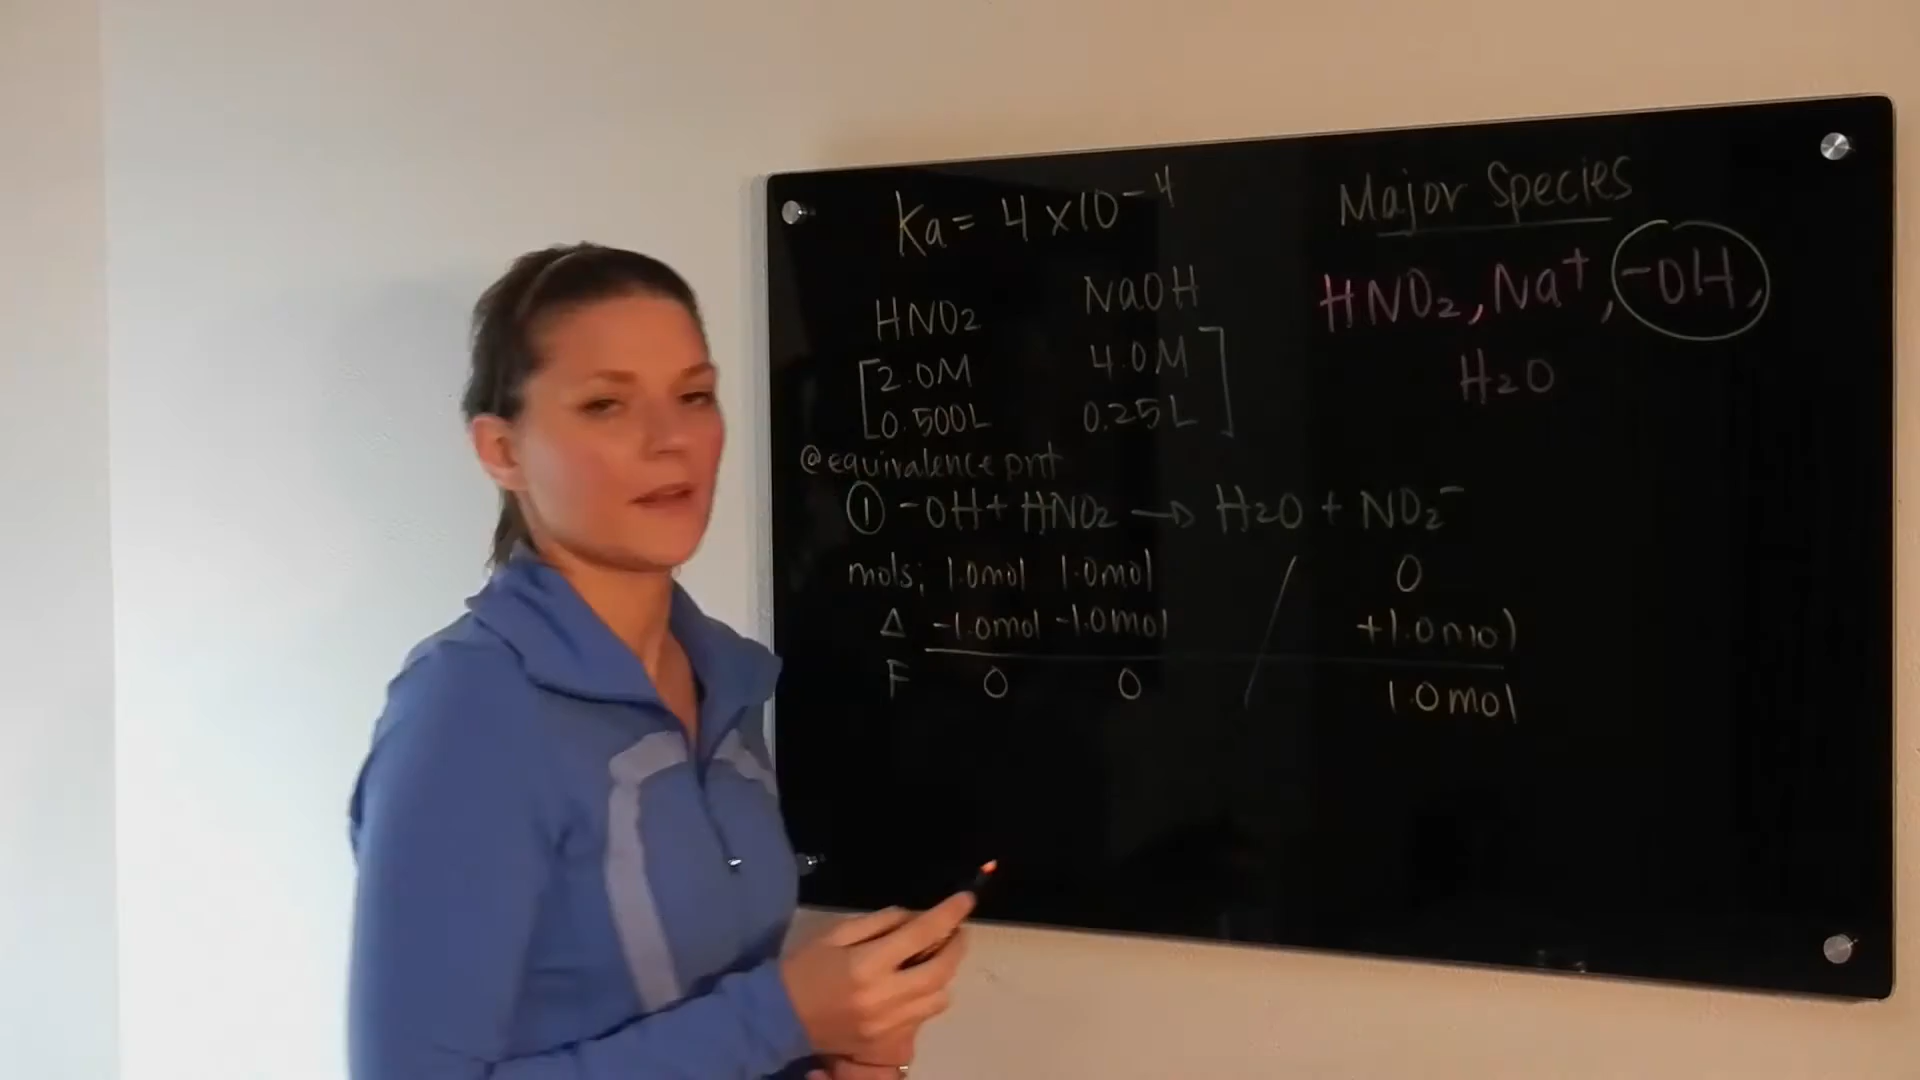 Ka = 4 x10⁻⁴
HNO₂ NaOH
2.0M 4.0M
0.500L 0.25L
@equivalence pnt
① ⁻OH + HNO₂ → H₂O + NO₂⁻
mols; 1.0mol 1.0mol / 0
Δ -1.0mol -1.0mol +1.0mol
F 0 0 1.0mol
Major Species
HNO₂, Na⁺, ⁻OH,
H₂O